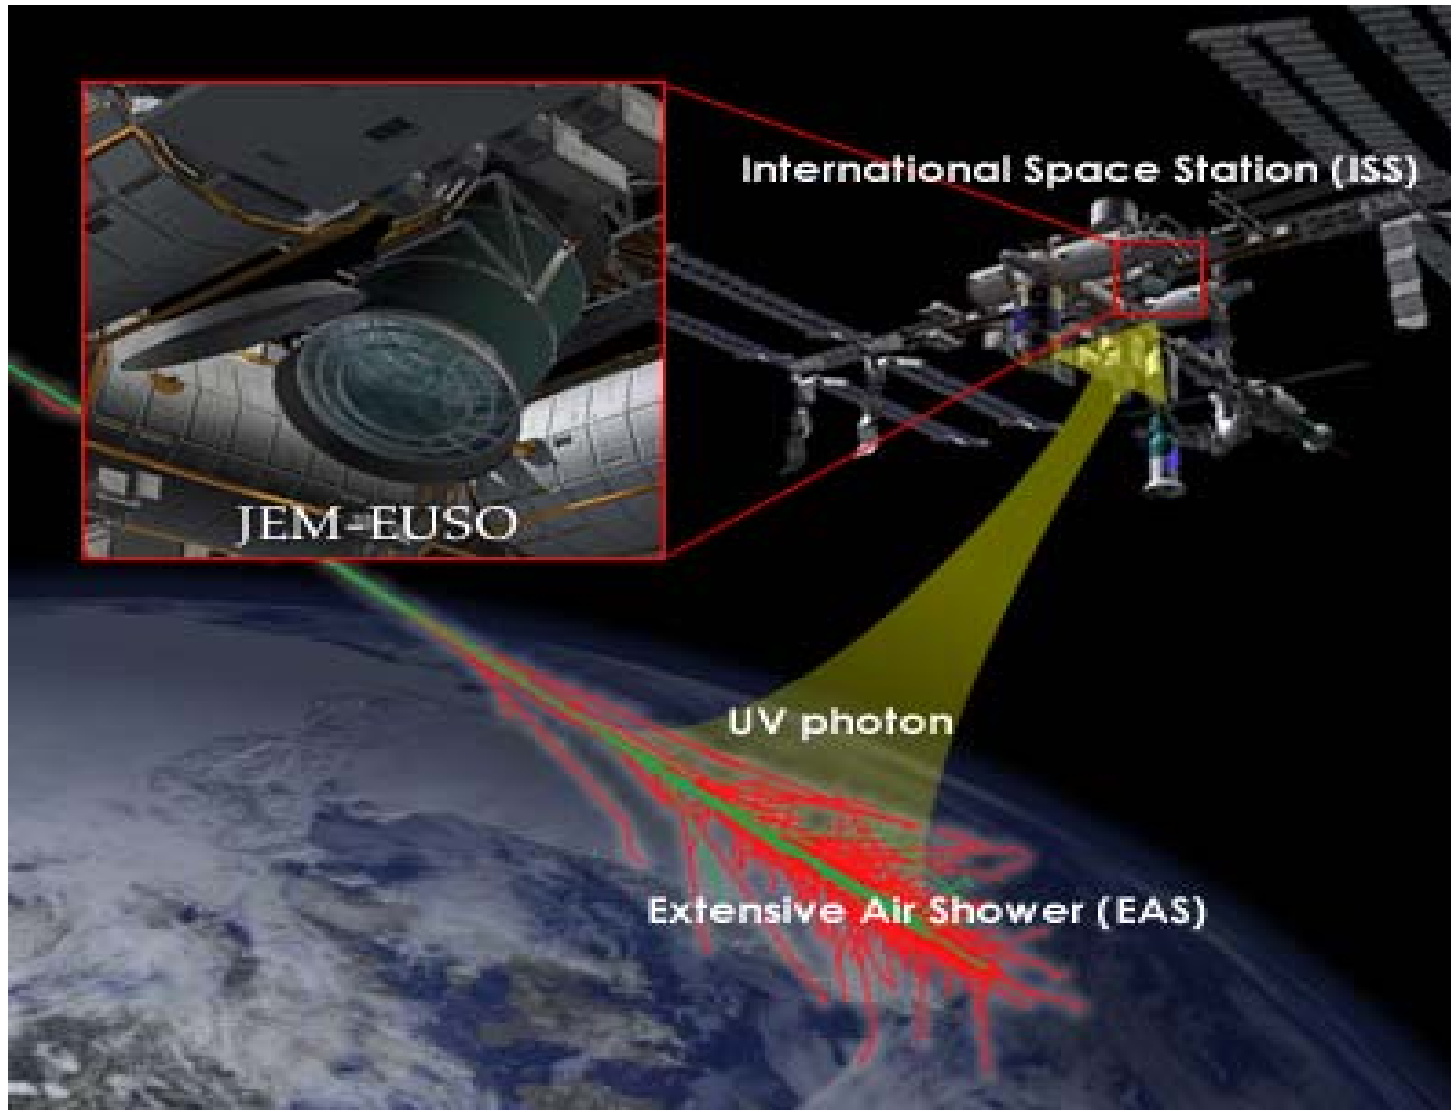 International Space Station (ISS)
JEM-EUSO
UV photon
Extensive Air Shower (EAS)